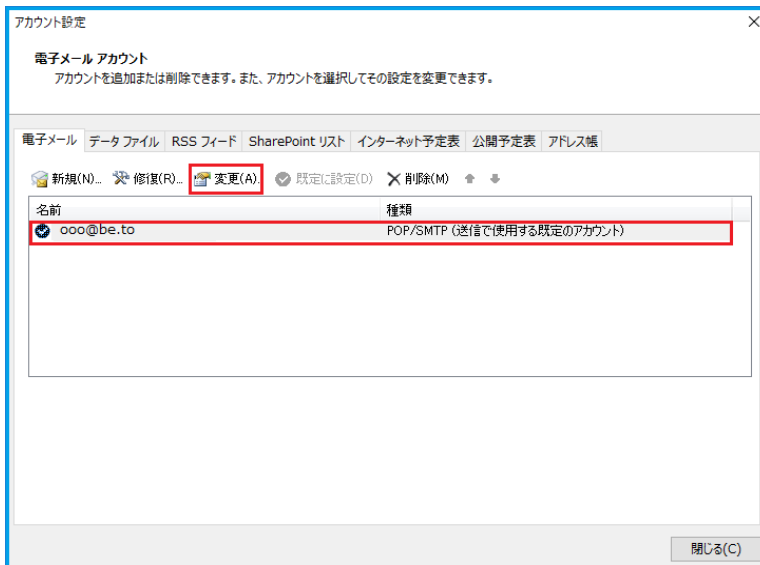 アカウント設定
電子メール アカウント
アカウントを追加または削除できます。また、アカウントを選択してその設定を変更できます。
電子メール データ ファイル RSS フィード SharePoint リスト インターネット予定表 公開予定表 アドレス帳
新規(N)... 修復(R)... 変更(A). 既定に設定(D) 削除(M)
名前 種類
ooo@be.to POP/SMTP (送信で使用する既定のアカウント)
閉じる(C)